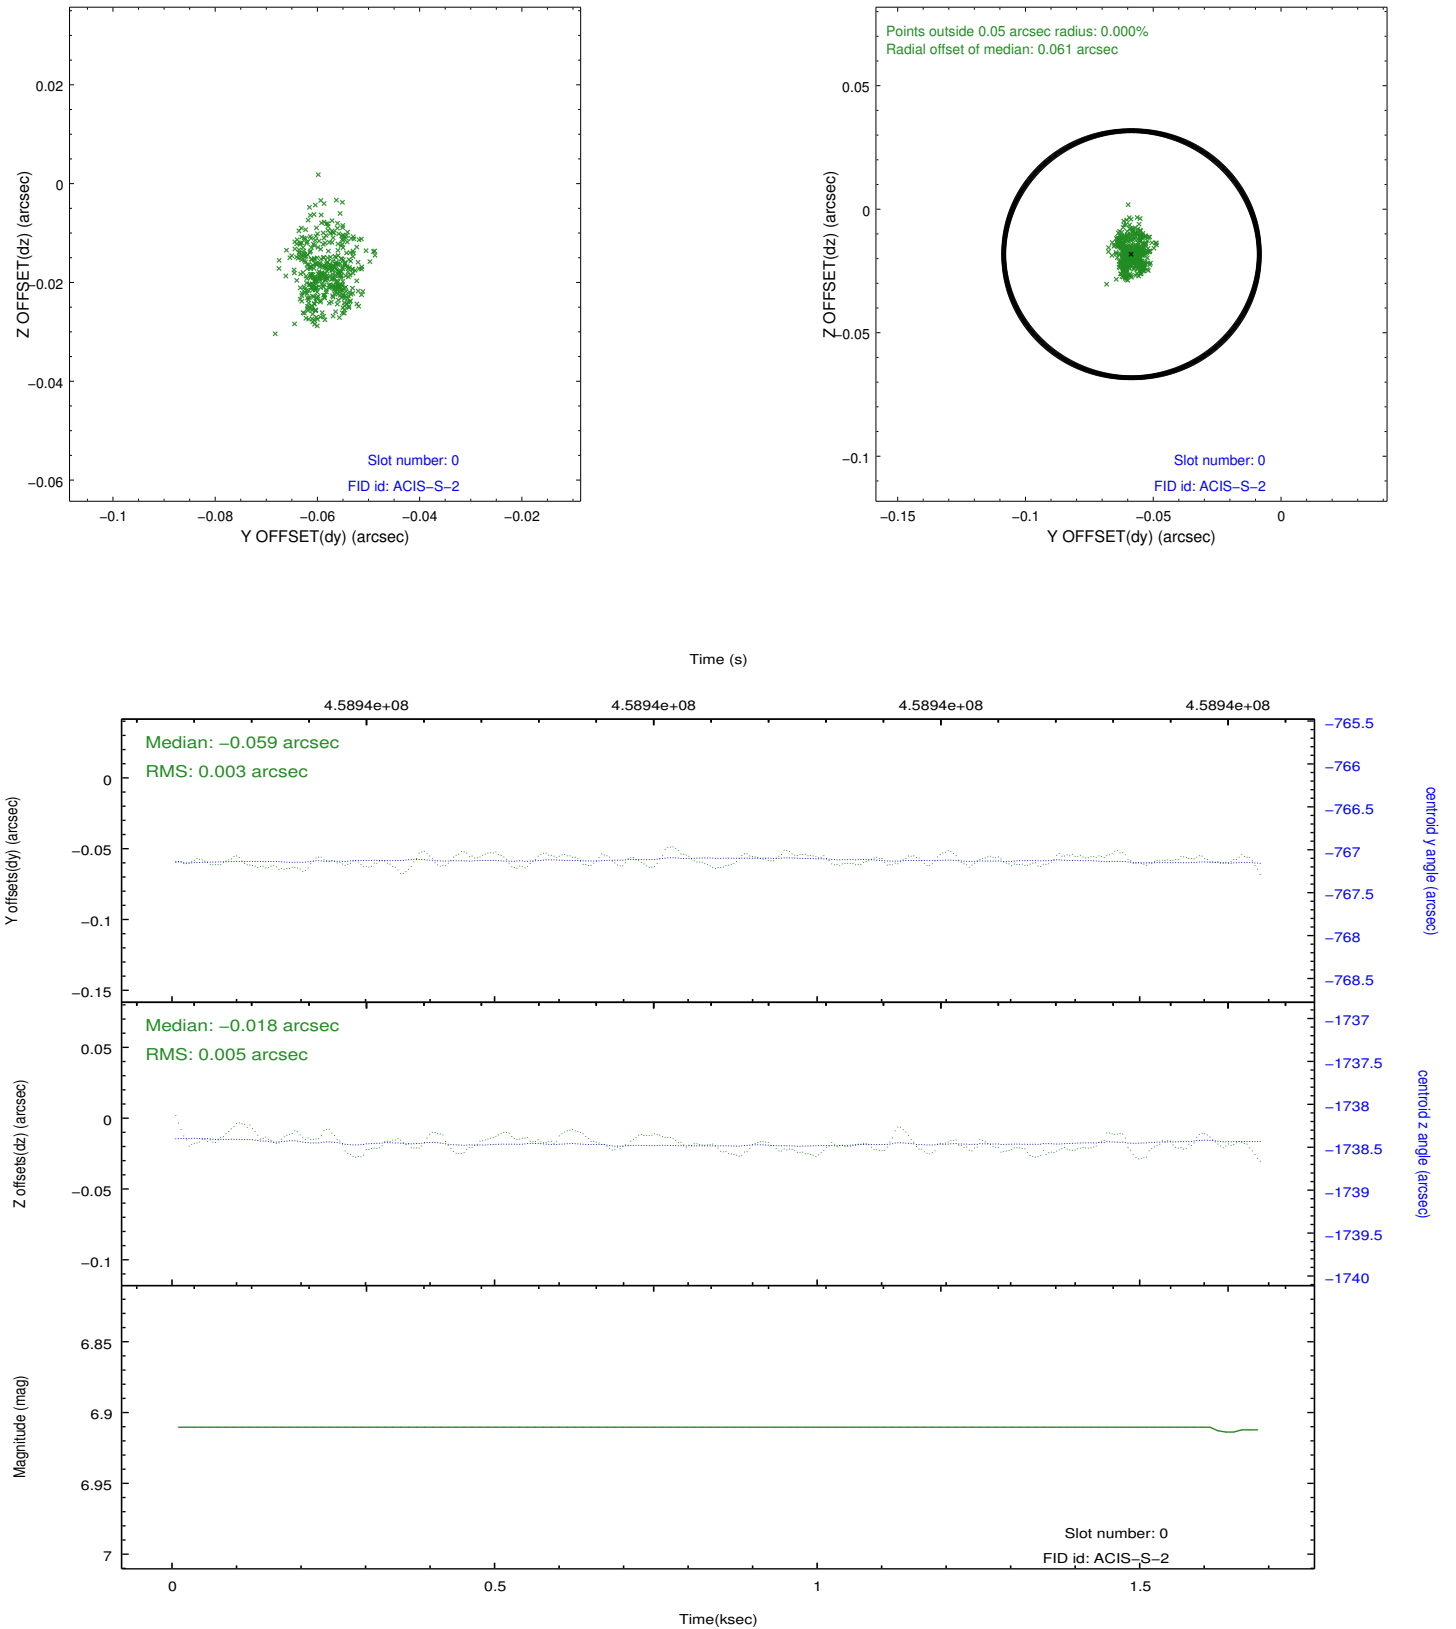 0.02
0
−0.02
−0.04
−0.06
Z OFFSET(dz) (arcsec)
Slot number: 0
FID id: ACIS−S−2
−0.1
−0.08
−0.06
−0.04
−0.02
Y OFFSET(dy) (arcsec)
Points outside 0.05 arcsec radius: 0.000%
Radial offset of median: 0.061 arcsec
0.05
0
−0.05
−0.1
Z OFFSET(dz) (arcsec)
Slot number: 0
FID id: ACIS−S−2
−0.15
−0.1
−0.05
0
Y OFFSET(dy) (arcsec)
Time (s)
4.5894e+08
4.5894e+08
4.5894e+08
4.5894e+08
Median: −0.059 arcsec
RMS: 0.003 arcsec
0
−0.05
−0.1
−0.15
Y offsets(dy) (arcsec)
−765.5
−766
−766.5
−767
−767.5
−768
−768.5
centroid y angle (arcsec)
Median: −0.018 arcsec
RMS: 0.005 arcsec
0.05
0
−0.05
−0.1
Z offsets(dz) (arcsec)
−1737
−1737.5
−1738
−1738.5
−1739
−1739.5
−1740
centroid z angle (arcsec)
6.85
6.9
6.95
7
Magnitude (mag)
Slot number: 0
FID id: ACIS−S−2
0
0.5
1
1.5
Time(ksec)